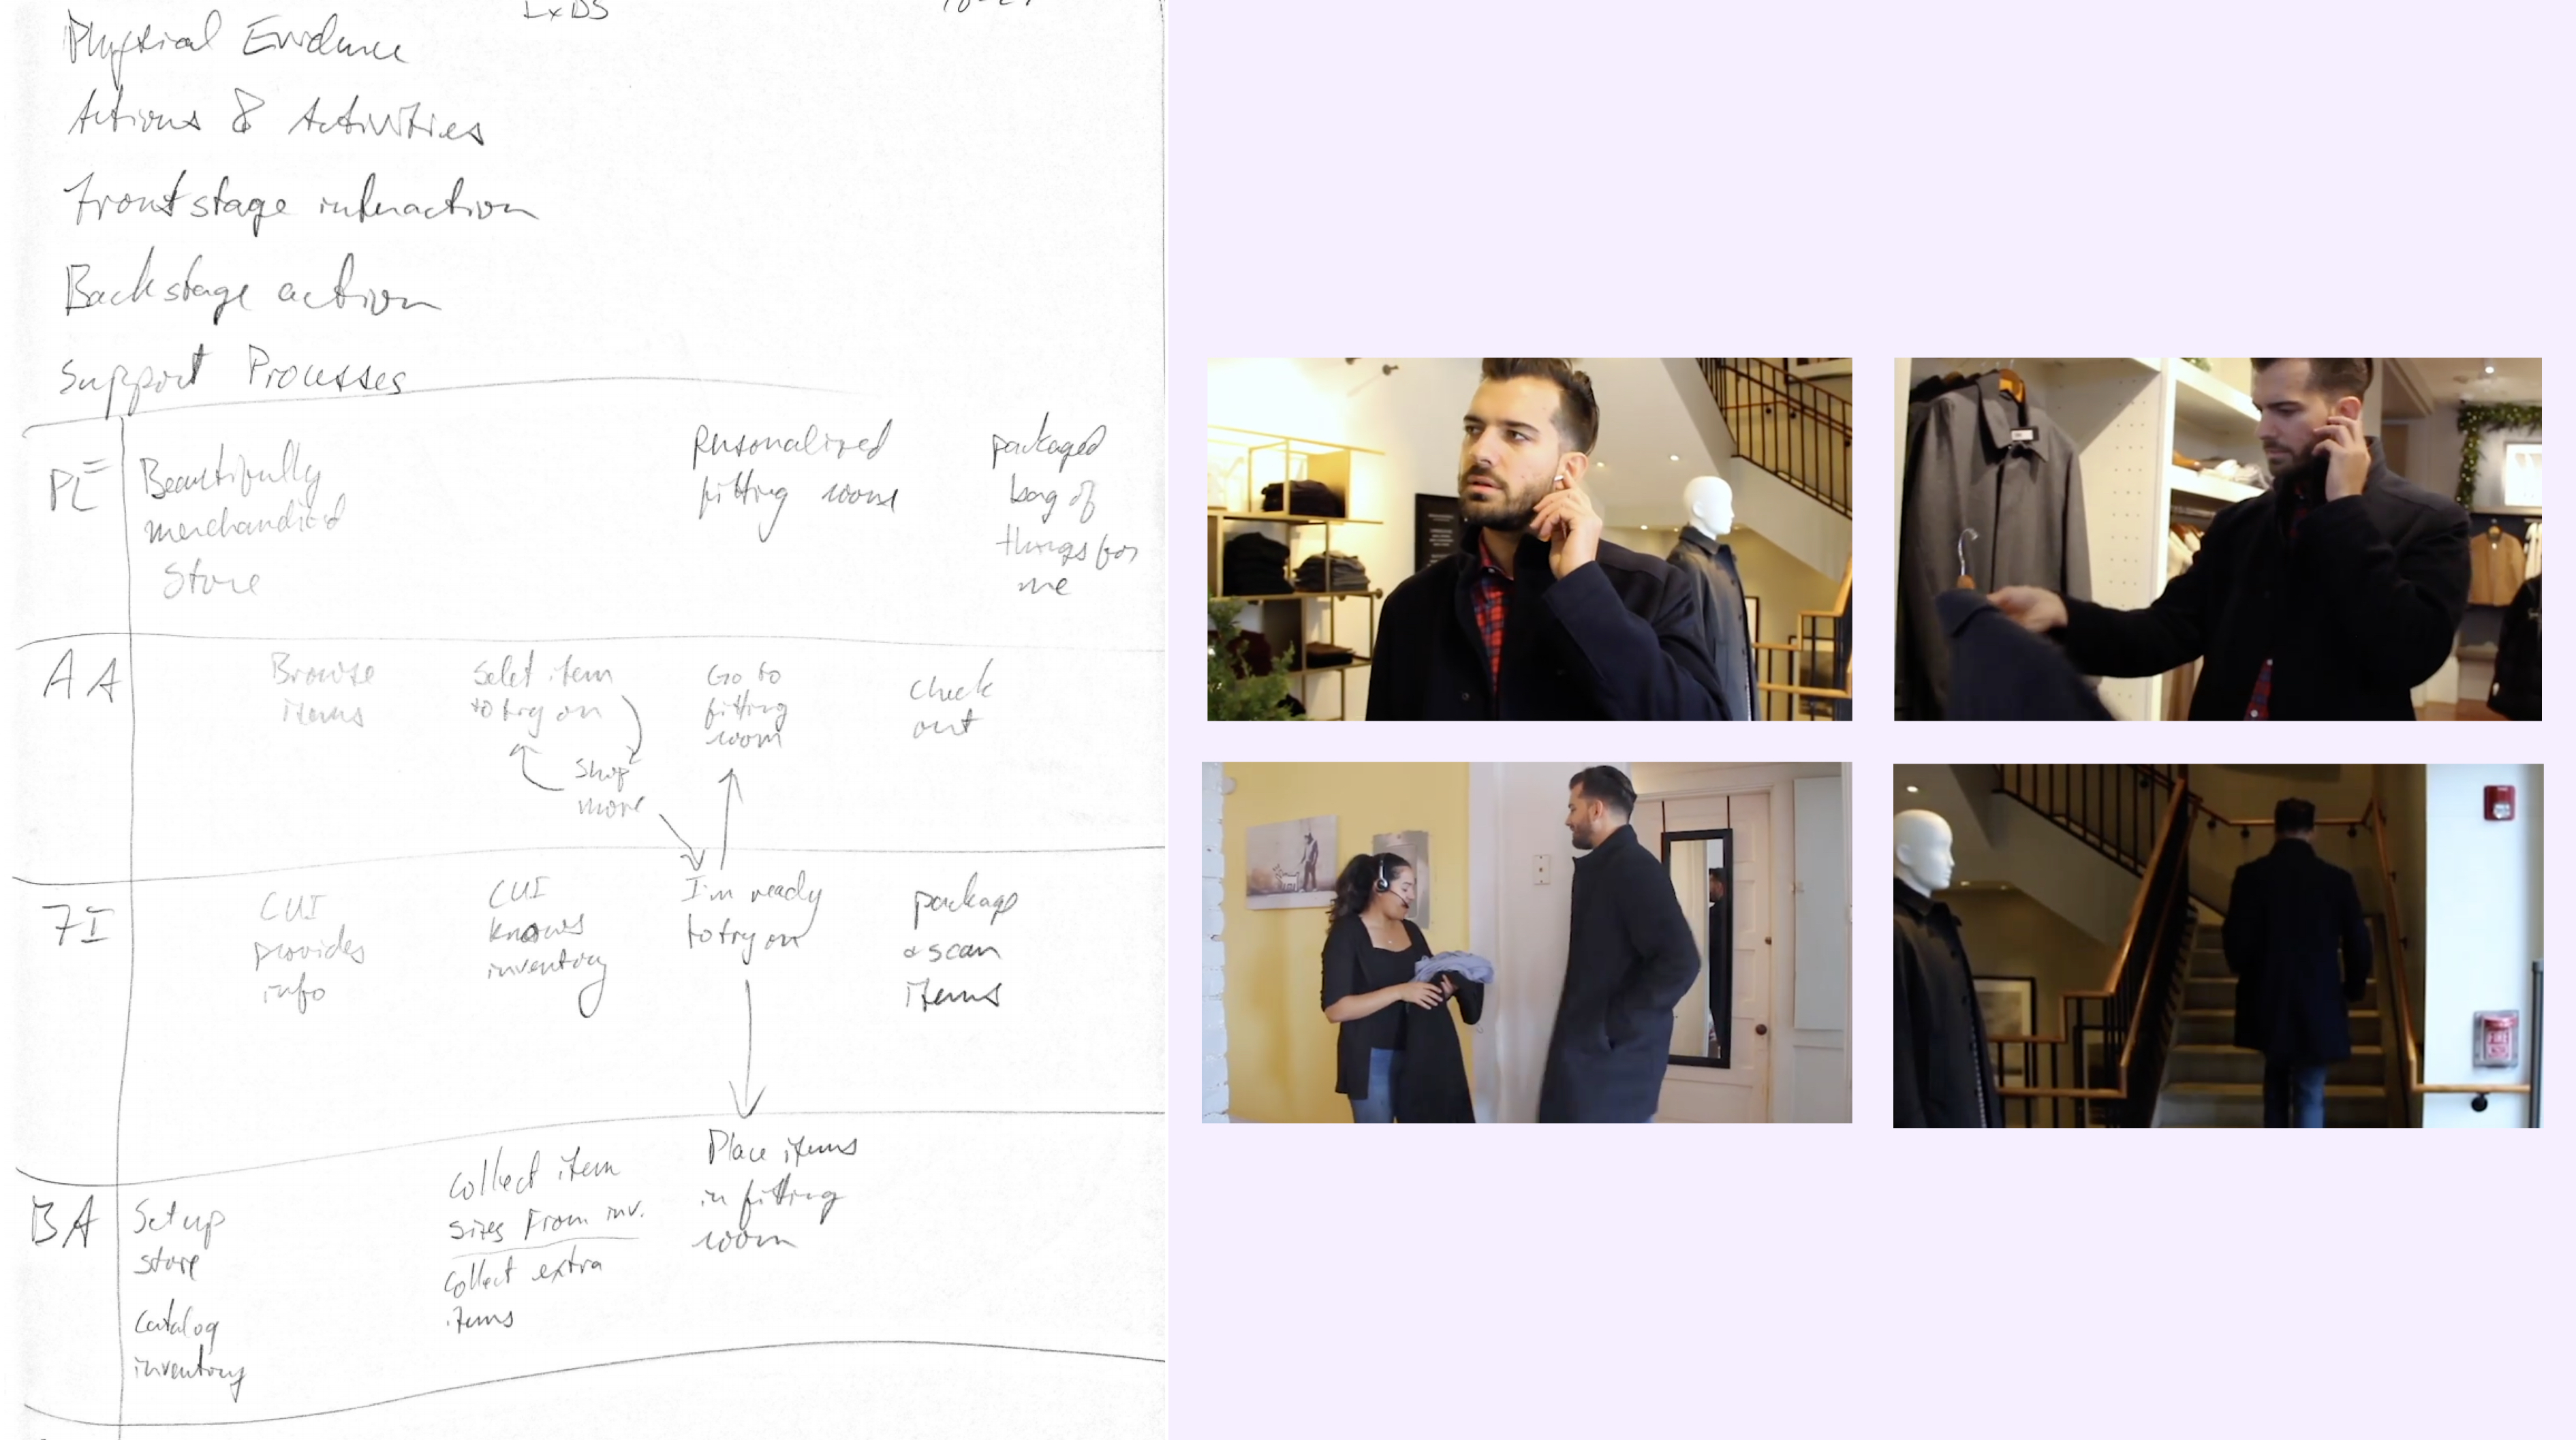 LxDS
Physical Evidence
Actions & Activities
Frontstage interaction
Backstage action
Support Processes
PE
Beautifully
merchandised
Store
Personalized
fitting room
packaged
bag of
things for
me
AA
Browse
items
Select item
to try on
Shop
more
Go to
fitting
room
Check
out
FI
CUI
provides
info
CUI
knows
inventory
I'm ready
to try on
package
& scan
items
BA
Setup
store
Catalog
inventory
Collect item
sizes From inv.
Collect extra
items
Place items
in fitting
room
FIRE